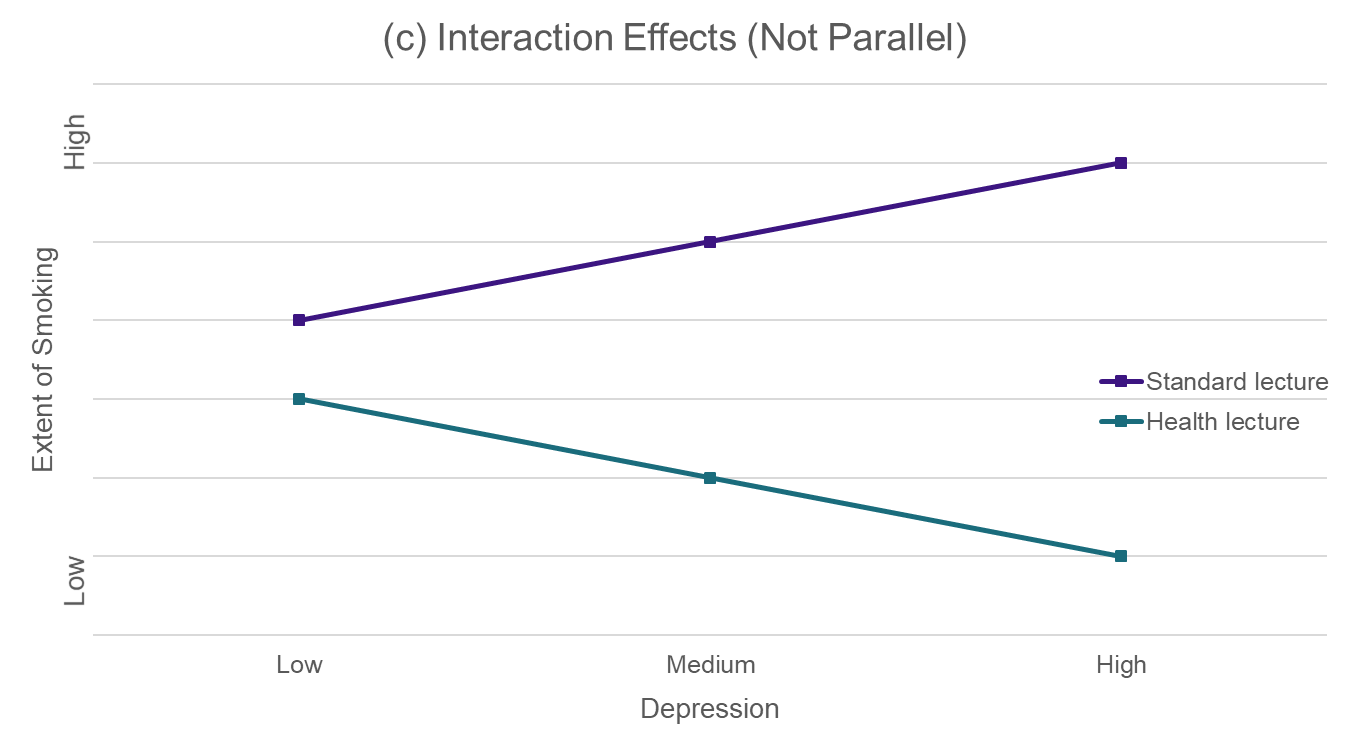 (c) Interaction Effects (Not Parallel)
High
Extent of Smoking
Low
Standard lecture
Health lecture
Low
Medium
High
Depression